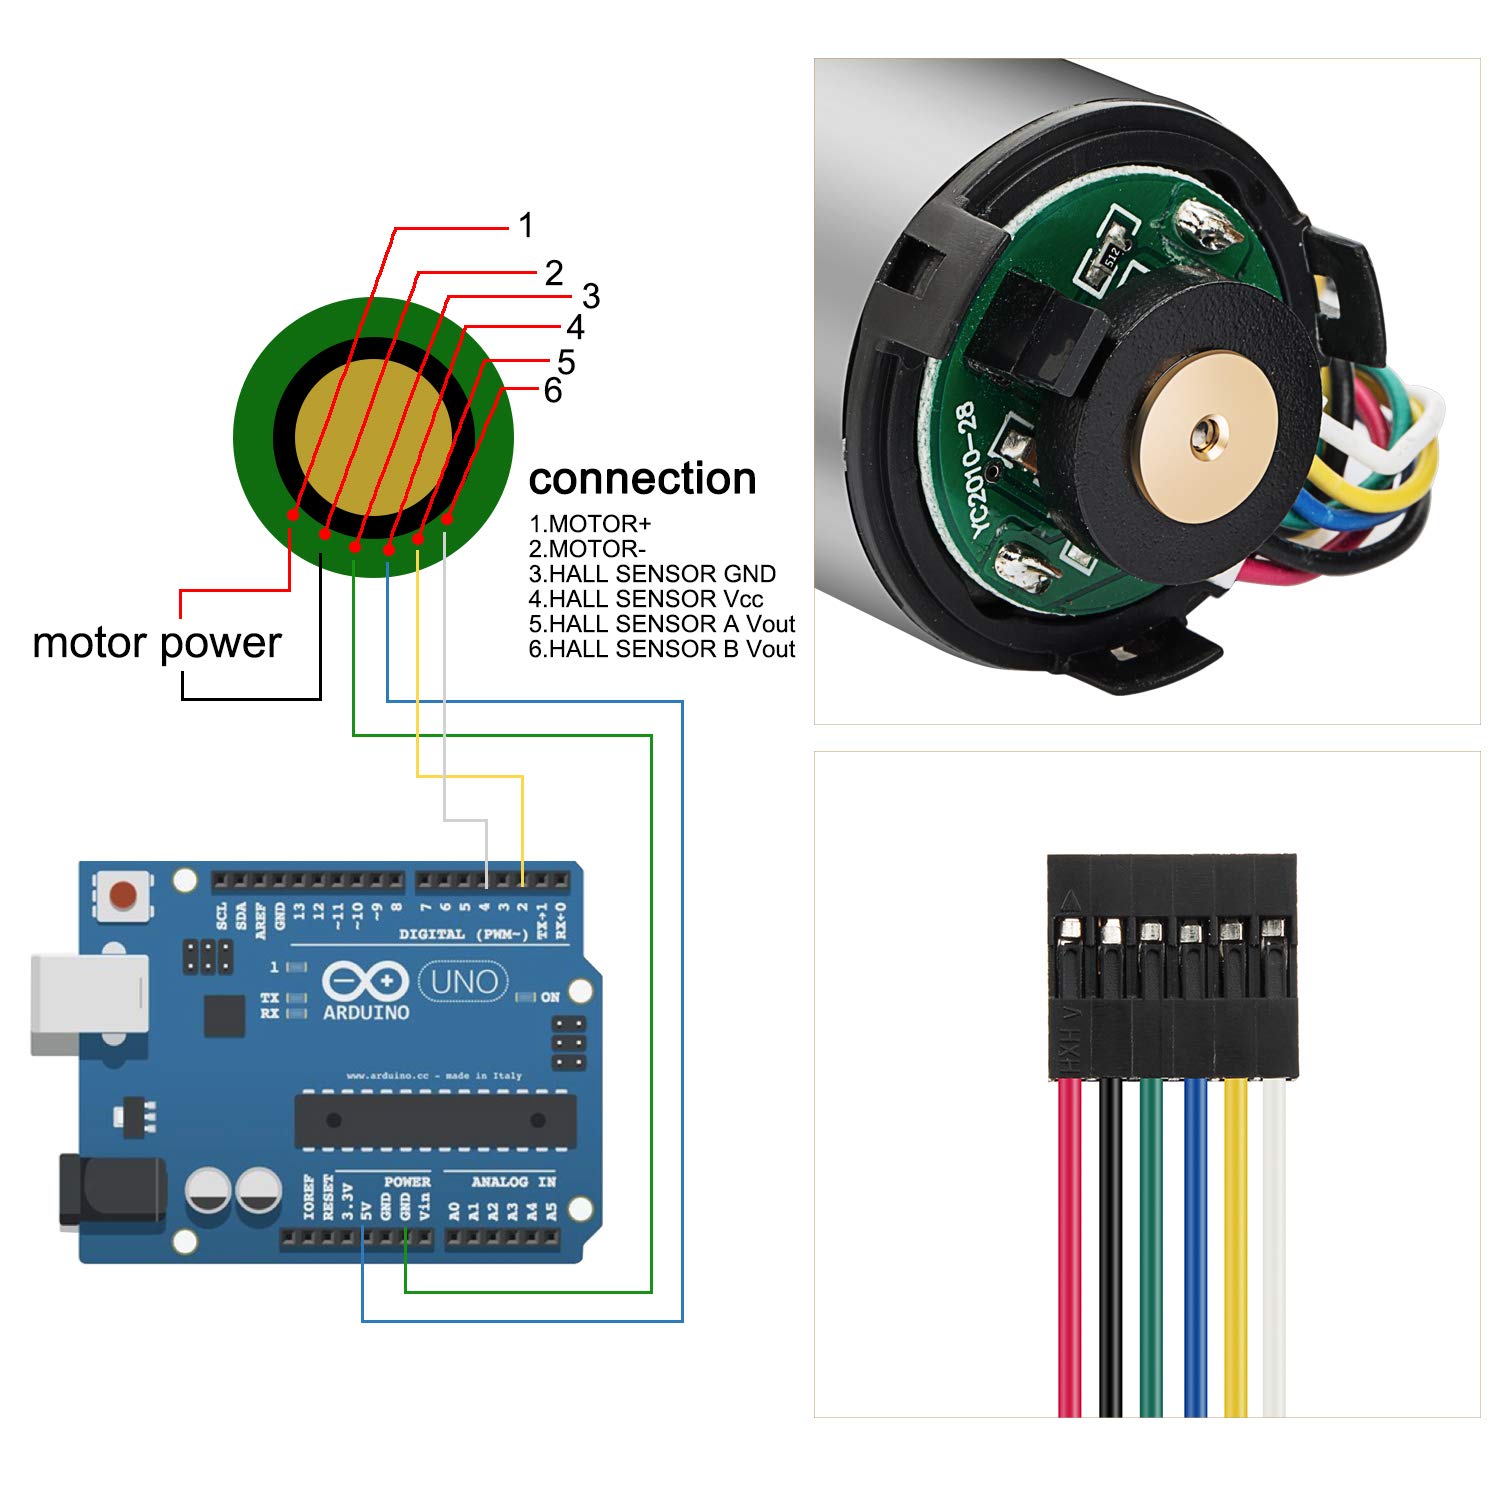 1
2
3
4
5
6
connection
1.MOTOR+
2.MOTOR-
3.HALL SENSOR GND
4.HALL SENSOR Vcc
5.HALL SENSOR A Vout
6.HALL SENSOR B Vout
motor power
SCL
SDA
AREF
GND
13
12
~11
~10
~9
8
7
6
5
4
3
2
TX→1
RX←0
DIGITAL (PWM~)
1
TX
RX
UNO
ON
ARDUINO
www.arduino.cc - made in Italy
POWER
ANALOG IN
IOREF
RESET
3.3V
5V
GND
GND
Vin
A0
A1
A2
A3
A4
A5
512
YC2010-28
HXH V